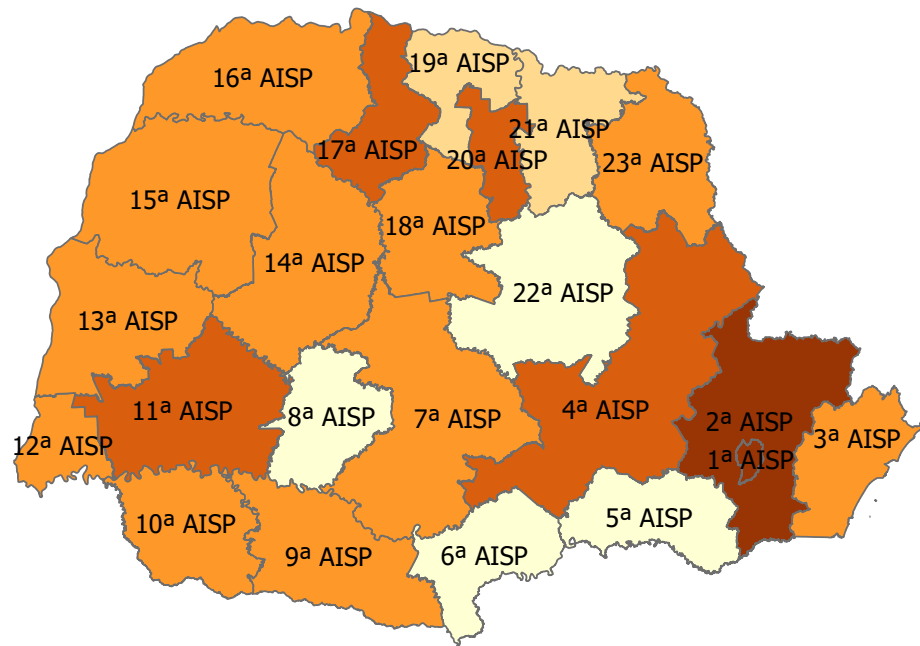 19ª AISP
16ª AISP
21ª AISP
17ª AISP
20ª AISP
23ª AISP
15ª AISP
18ª AISP
14ª AISP
22ª AISP
13ª AISP
11ª AISP
8ª AISP
7ª AISP
4ª AISP
2ª AISP
3ª AISP
12ª AISP
1ª AISP
10ª AISP
5ª AISP
9ª AISP
6ª AISP